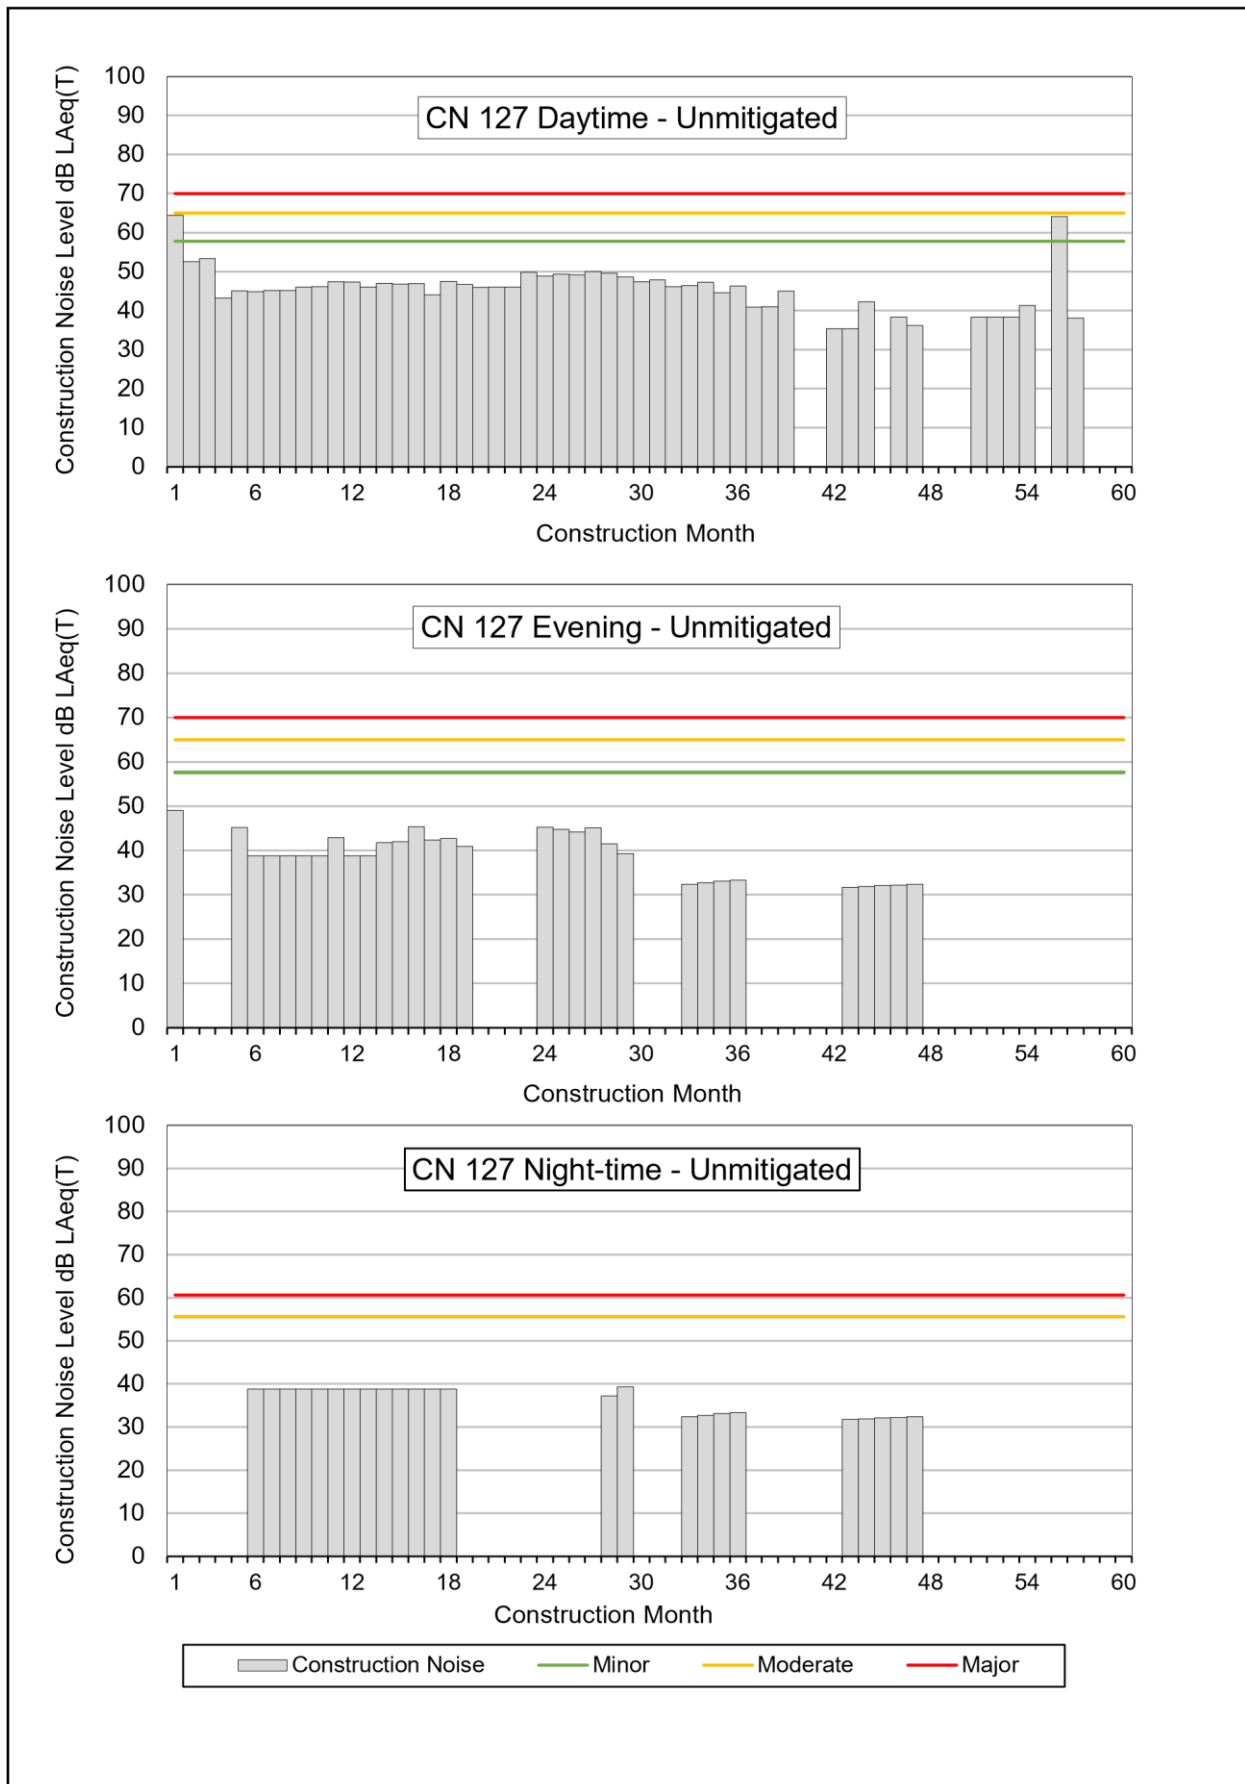 CN 127 Daytime - Unmitigated
Construction Noise Level dB LAeq(T)
100
90
80
70
60
50
40
30
20
10
0
1 6 12 18 24 30 36 42 48 54 60
Construction Month
CN 127 Evening - Unmitigated
Construction Noise Level dB LAeq(T)
100
90
80
70
60
50
40
30
20
10
0
1 6 12 18 24 30 36 42 48 54 60
Construction Month
CN 127 Night-time - Unmitigated
Construction Noise Level dB LAeq(T)
100
90
80
70
60
50
40
30
20
10
0
1 6 12 18 24 30 36 42 48 54 60
Construction Month
Construction Noise Minor Moderate Major